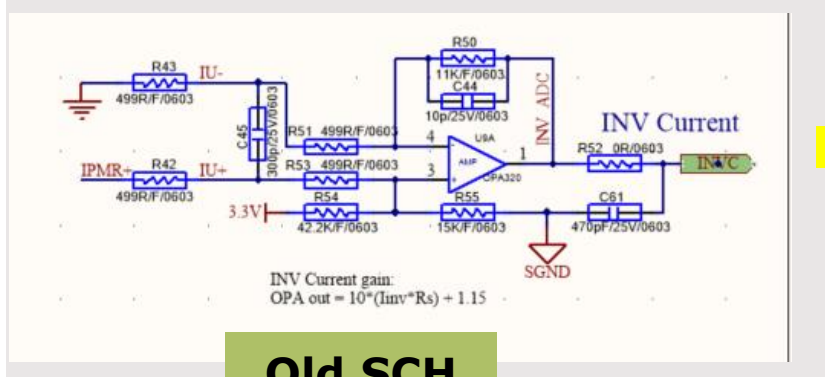 R50
R43 IU-
11K/F/0603
C44
499R/F/0603
10p/25V/0603
INV ADC
INV Current
C45
300p/25V/0603
R51 499R/F/0603
4
U9A
R52 0R/0603
AMP
1
INVC
IPMR+ R42 IU+
R53 499R/F/0603
3
OPA320
499R/F/0603
R54
R55
C61
3.3V
42.2K/F/0603
15K/F/0603
470pF/25V/0603
SGND
INV Current gain:
OPA out = 10*(Iinv*Rs) + 1.15
Old SCH